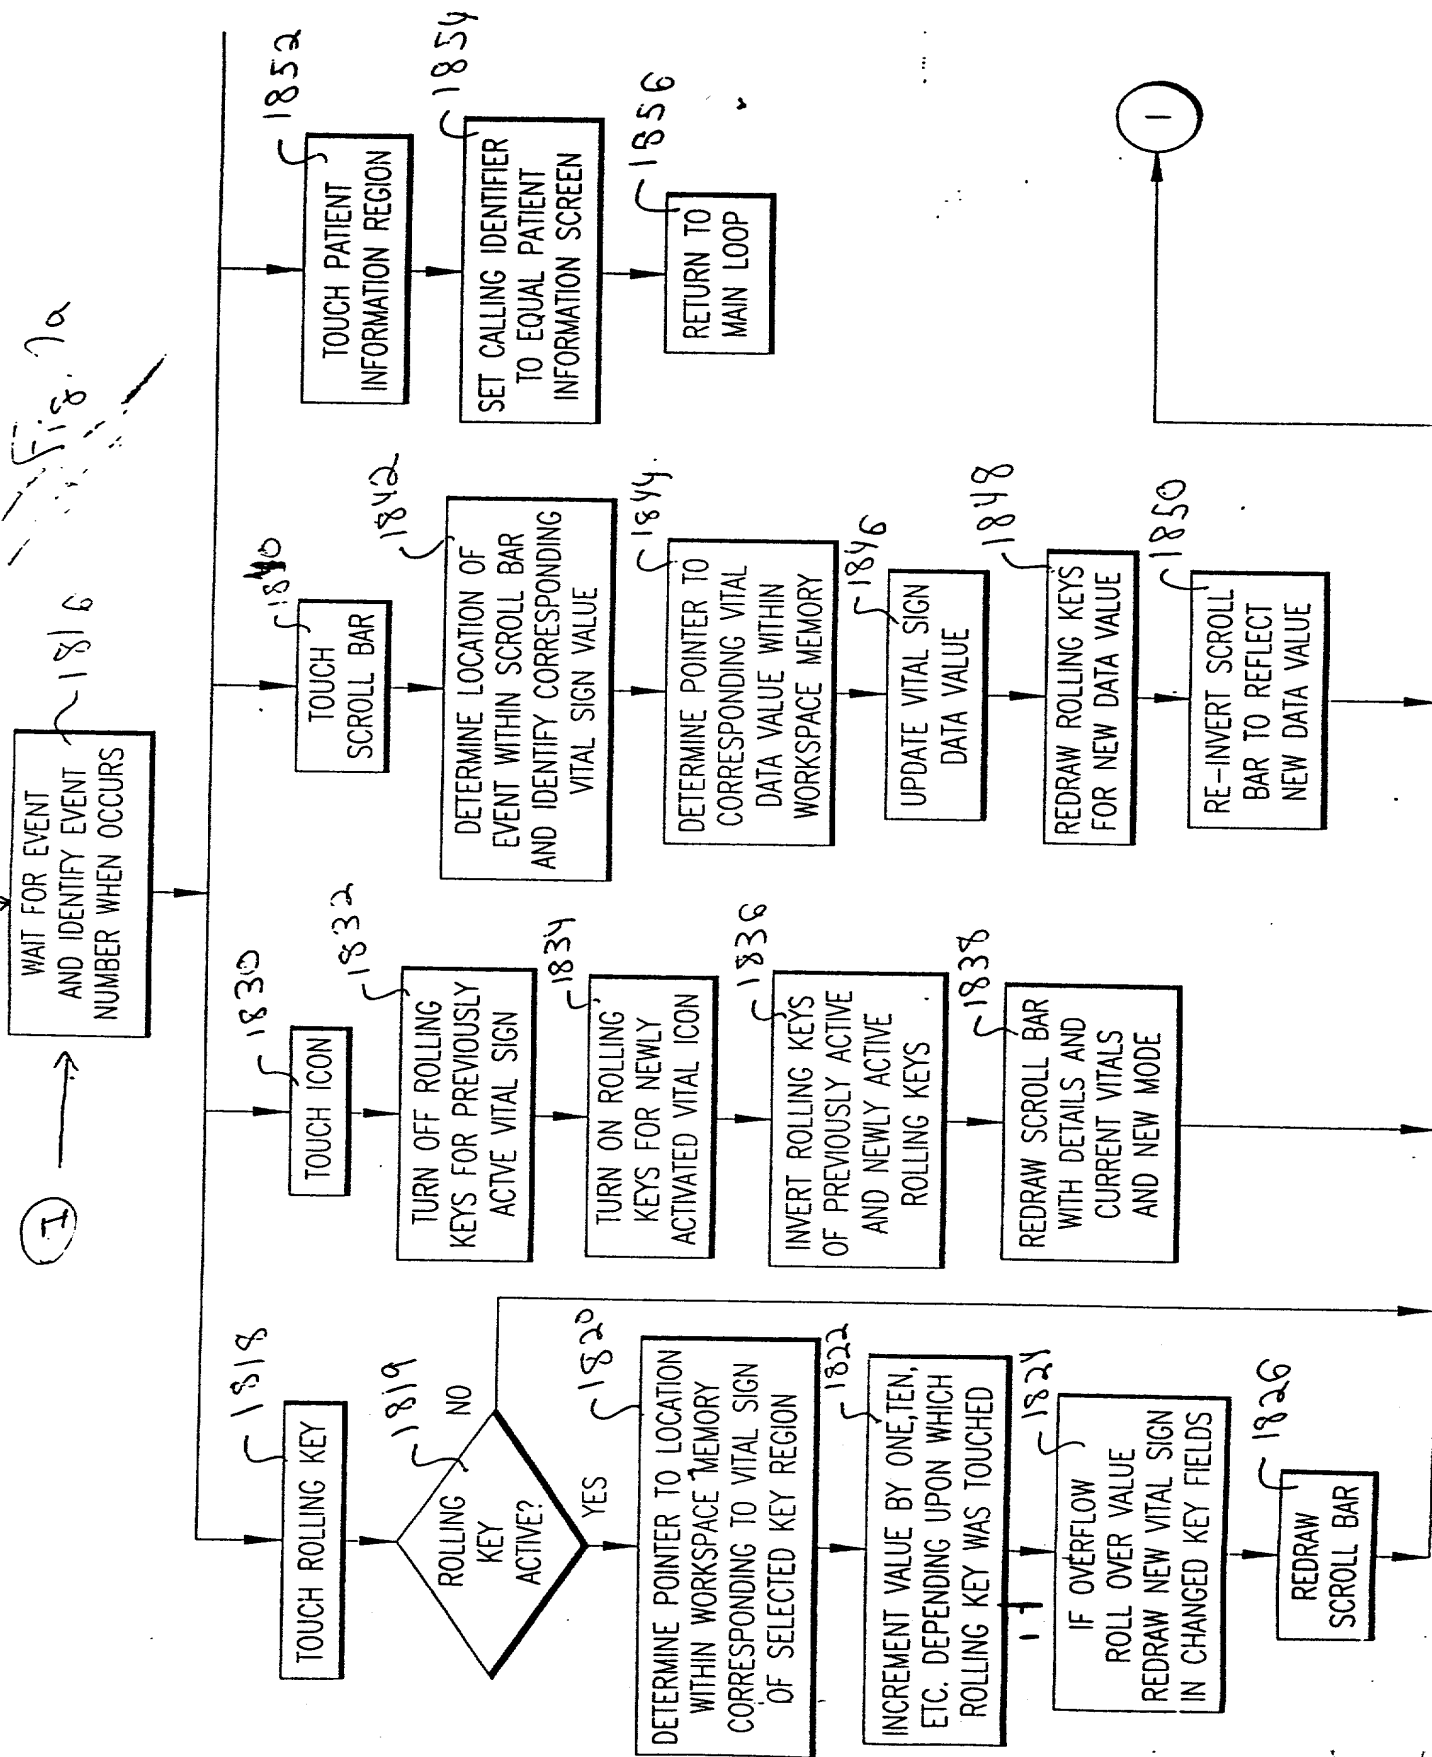 Fig. 7a
I
WAIT FOR EVENT
AND IDENTIFY EVENT
NUMBER WHEN OCCURS
1816
TOUCH ROLLING KEY
1818
ROLLING
KEY
ACTIVE?
1819
NO
YES
DETERMINE POINTER TO LOCATION
WITHIN WORKSPACE MEMORY
CORRESPONDING TO VITAL SIGN
OF SELECTED KEY REGION
1820
INCREMENT VALUE BY ONE,TEN,
ETC. DEPENDING UPON WHICH
ROLLING KEY WAS TOUCHED
1822
IF OVERFLOW
ROLL OVER VALUE
REDRAW NEW VITAL SIGN
IN CHANGED KEY FIELDS
1824
REDRAW
SCROLL BAR
1826
TOUCH ICON
1830
TURN OFF ROLLING
KEYS FOR PREVIOUSLY
ACTVE VITAL SIGN
1832
TURN ON ROLLING
KEYS FOR NEWLY
ACTIVATED VITAL ICON
1834
INVERT ROLLING KEYS
OF PREVIOUSLY ACTIVE
AND NEWLY ACTIVE
ROLLING KEYS
1836
REDRAW SCROLL BAR
WITH DETAILS AND
CURRENT VITALS
AND NEW MODE
1838
TOUCH
SCROLL BAR
1840
DETERMINE LOCATION OF
EVENT WITHIN SCROLL BAR
AND IDENTIFY CORRESPONDING
VITAL SIGN VALUE
1842
DETERMINE POINTER TO
CORRESPONDING VITAL
DATA VALUE WITHIN
WORKSPACE MEMORY
1844
UPDATE VITAL SIGN
DATA VALUE
1846
REDRAW ROLLING KEYS
FOR NEW DATA VALUE
1848
RE-INVERT SCROLL
BAR TO REFLECT
NEW DATA VALUE
1850
TOUCH PATIENT
INFORMATION REGION
1852
SET CALLING IDENTIFIER
TO EQUAL PATIENT
INFORMATION SCREEN
1854
RETURN TO
MAIN LOOP
1856
I